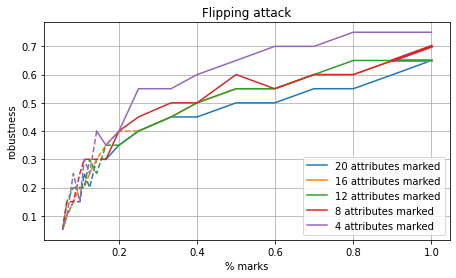 Flipping attack
robustness
0.7
0.6
0.5
0.4
0.3
0.2
0.1
20 attributes marked
16 attributes marked
12 attributes marked
8 attributes marked
4 attributes marked
0.2 0.4 0.6 0.8 1.0
% marks